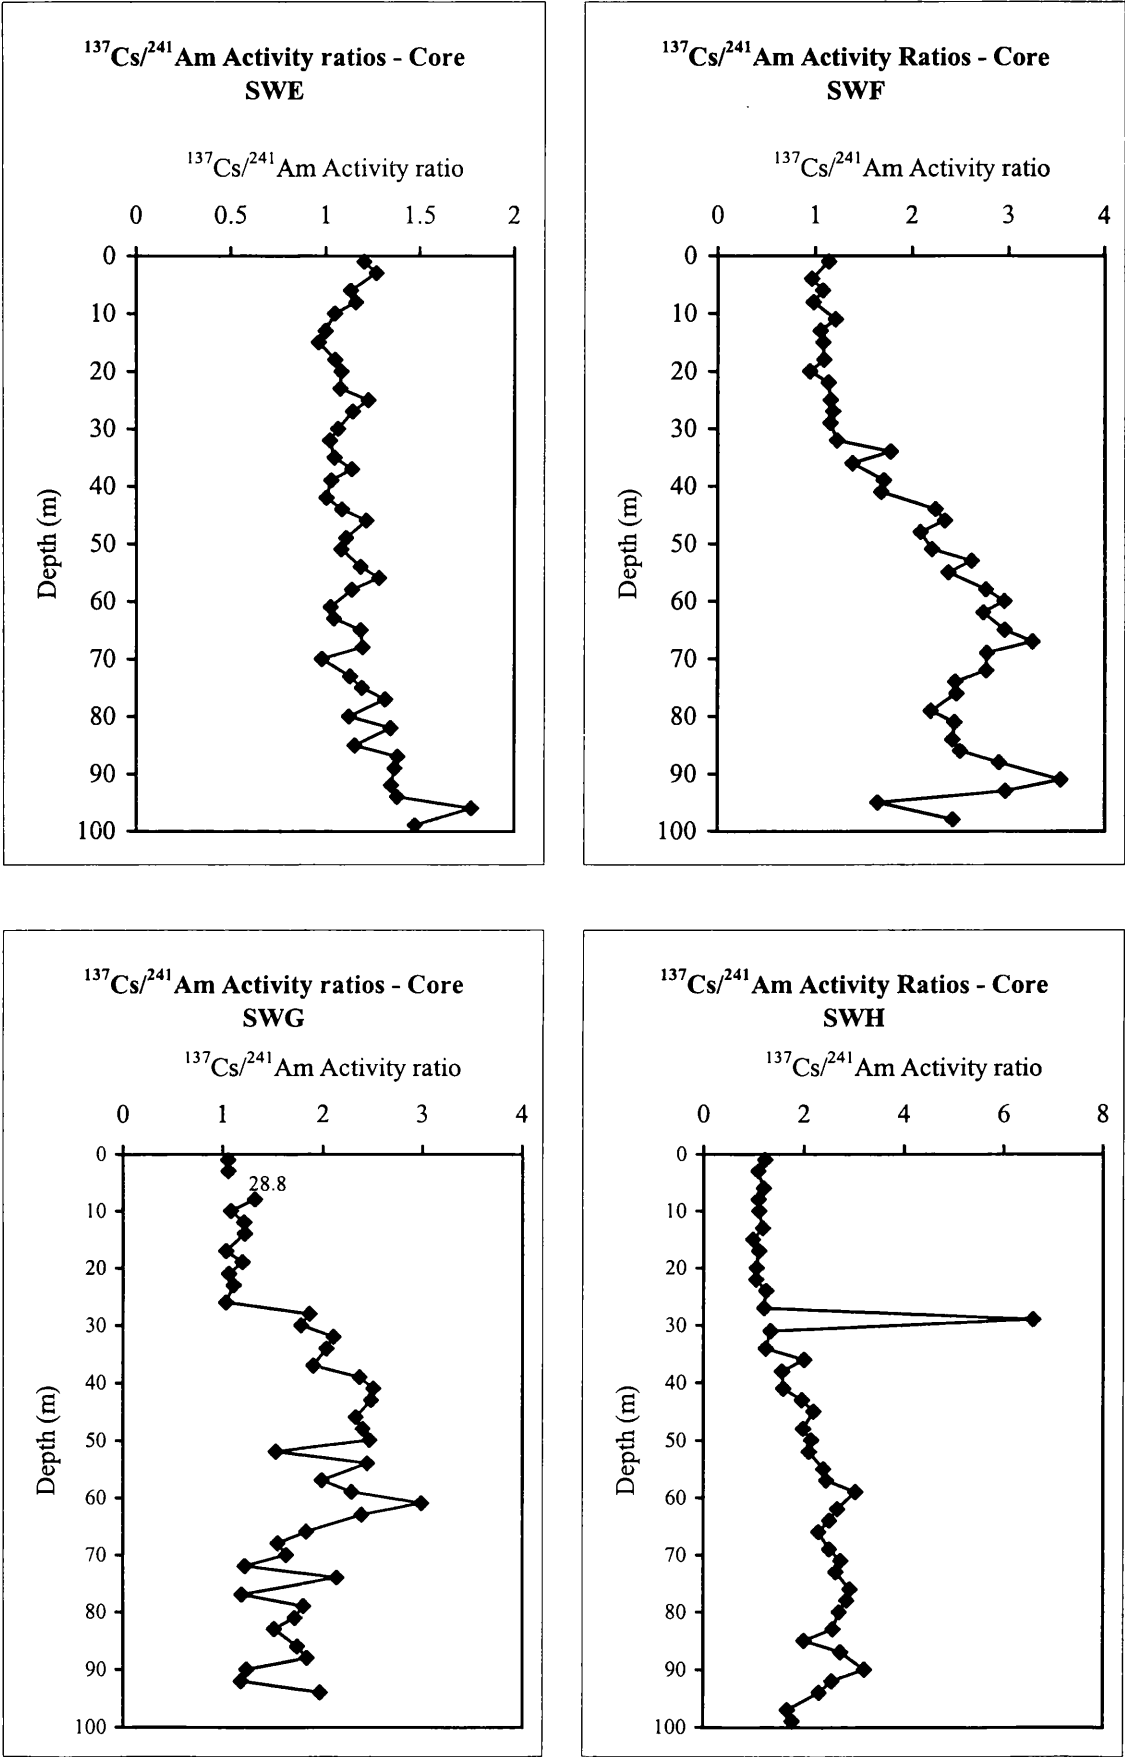 ¹³⁷Cs/²⁴¹Am Activity ratios - Core
SWE
¹³⁷Cs/²⁴¹Am Activity ratio
0 0.5 1 1.5 2
0
10
20
30
40
50
60
70
80
90
100
Depth (m)
¹³⁷Cs/²⁴¹Am Activity Ratios - Core
SWF
¹³⁷Cs/²⁴¹Am Activity ratio
0 1 2 3 4
0
10
20
30
40
50
60
70
80
90
100
Depth (m)
¹³⁷Cs/²⁴¹Am Activity ratios - Core
SWG
¹³⁷Cs/²⁴¹Am Activity ratio
0 1 2 3 4
0
28.8
10
20
30
40
50
60
70
80
90
100
Depth (m)
¹³⁷Cs/²⁴¹Am Activity Ratios - Core
SWH
¹³⁷Cs/²⁴¹Am Activity ratio
0 2 4 6 8
0
10
20
30
40
50
60
70
80
90
100
Depth (m)